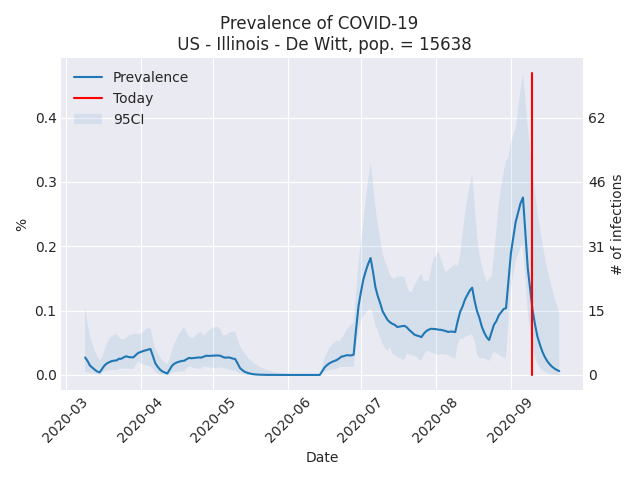 Prevalence of COVID-19
US - Illinois - De Witt, pop. = 15638
Prevalence
Today
95CI
0.4
0.3
0.2
0.1
0.0
%
62
46
31
15
0
# of infections
2020-03
2020-04
2020-05
2020-06
2020-07
2020-08
2020-09
Date